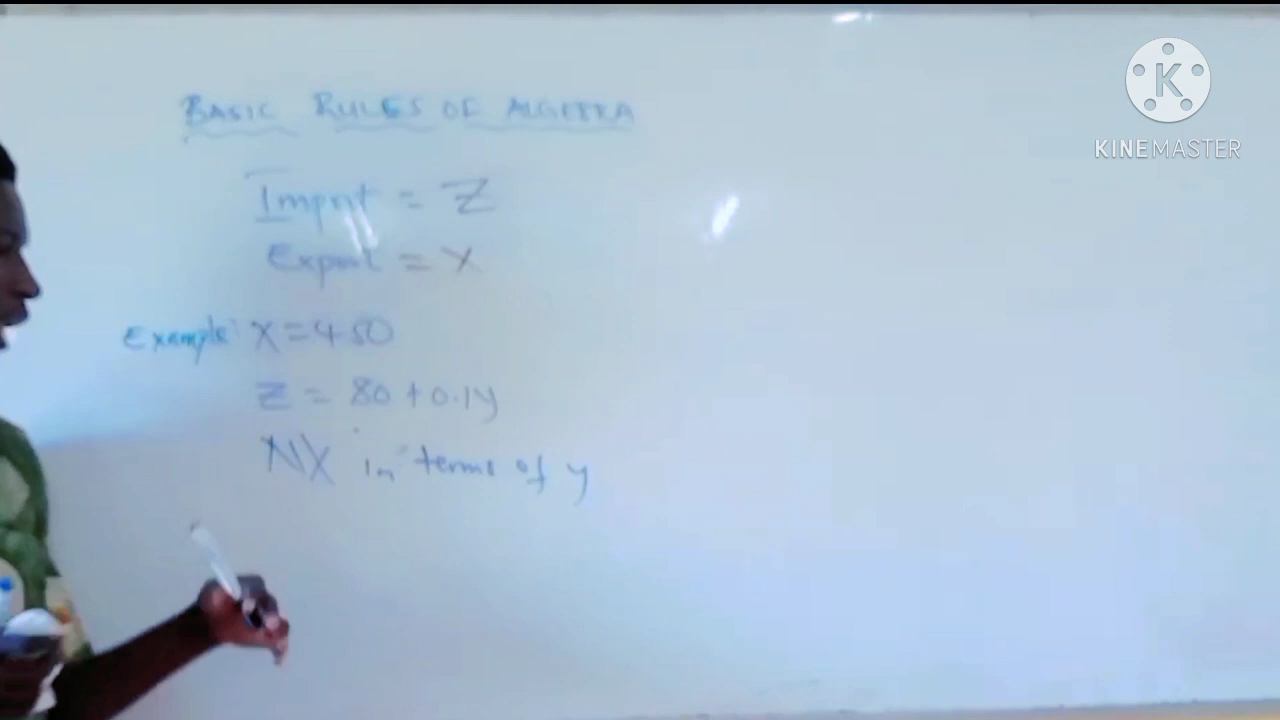 BASIC RULES OF ALGEBRA
Import = Z
Export = X
Example: X = 450
Z = 80 + 0.1y
NX in terms of y
K
KINEMASTER